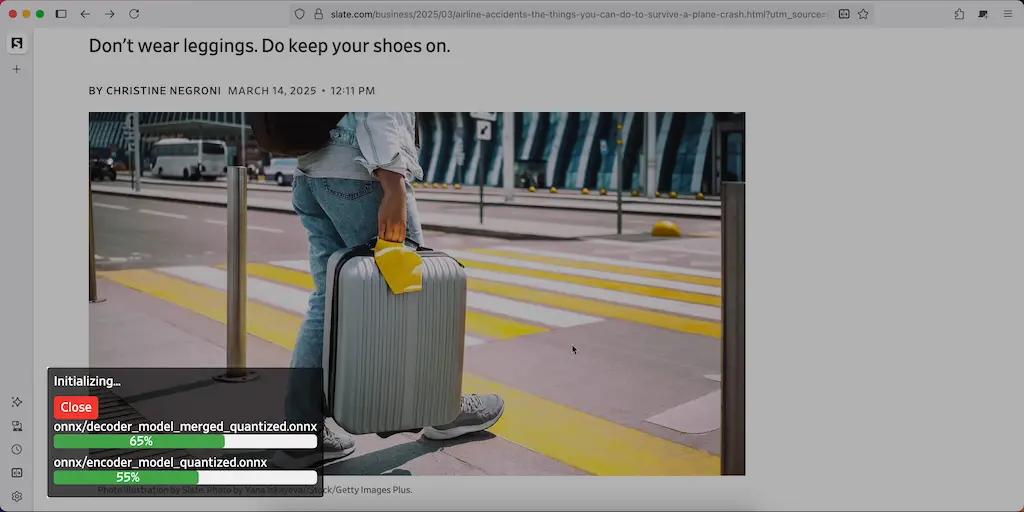 slate.com/business/2025/03/airline-accidents-the-things-you-can-do-to-survive-a-plane-crash.html?utm_source=
Don’t wear leggings. Do keep your shoes on.
BY CHRISTINE NEGRONI MARCH 14, 2025 • 12:11 PM
Initializing...
Close
onnx/decoder_model_merged_quantized.onnx
65%
onnx/encoder_model_quantized.onnx
55%
Photo illustration by Slate. Photo by Yana Iskayeva/iStock/Getty Images Plus.